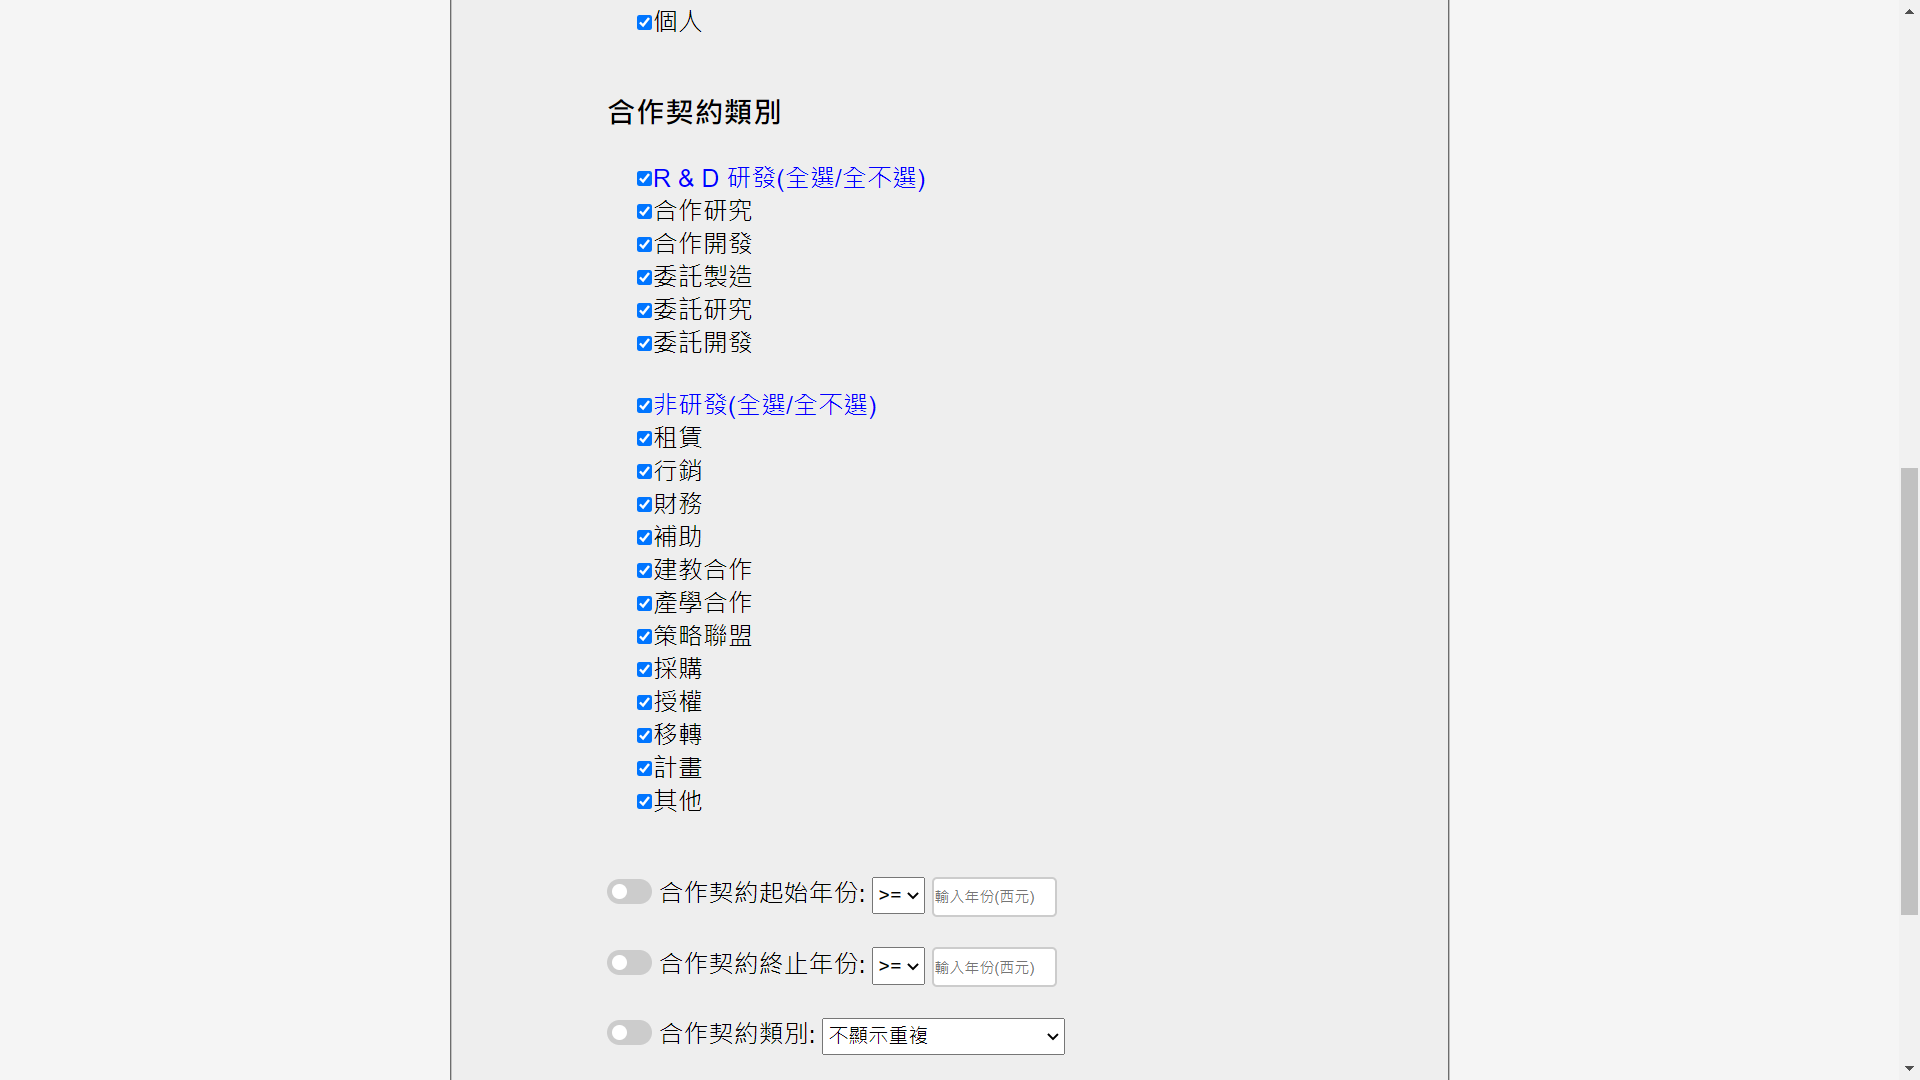 個人
合作契約類別
R & D 研發(全選/全不選)
合作研究
合作開發
委託製造
委託研究
委託開發
非研發(全選/全不選)
租賃
行銷
財務
補助
建教合作
產學合作
策略聯盟
採購
授權
移轉
計畫
其他
合作契約起始年份: >= 輸入年份(西元)
合作契約終止年份: >= 輸入年份(西元)
合作契約類別: 不顯示重複